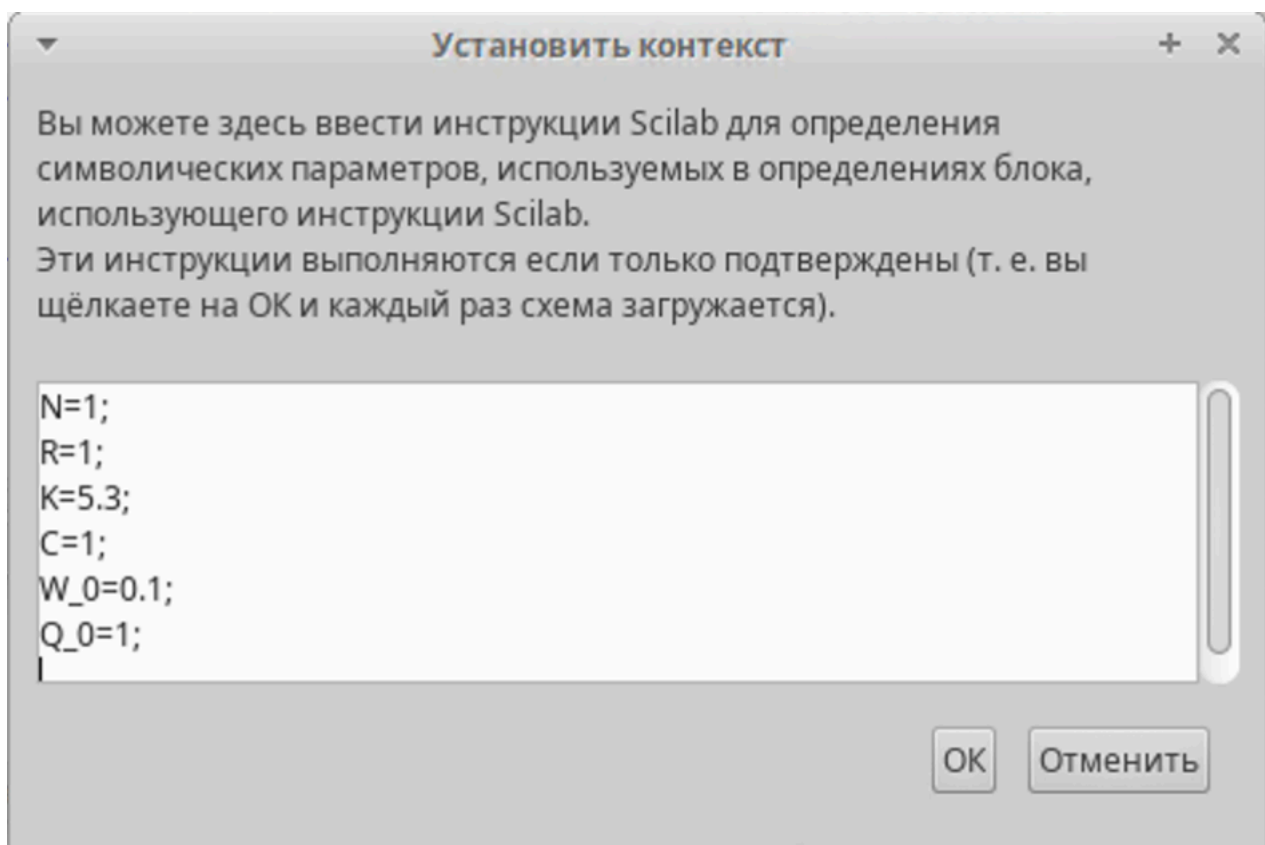 Установить контекст
Вы можете здесь ввести инструкции Scilab для определения
символических параметров, используемых в определениях блока,
использующего инструкции Scilab.
Эти инструкции выполняются если только подтверждены (т. е. вы
щёлкаете на ОК и каждый раз схема загружается).
N=1;
R=1;
K=5.3;
C=1;
W_0=0.1;
Q_0=1;
ОК
Отменить